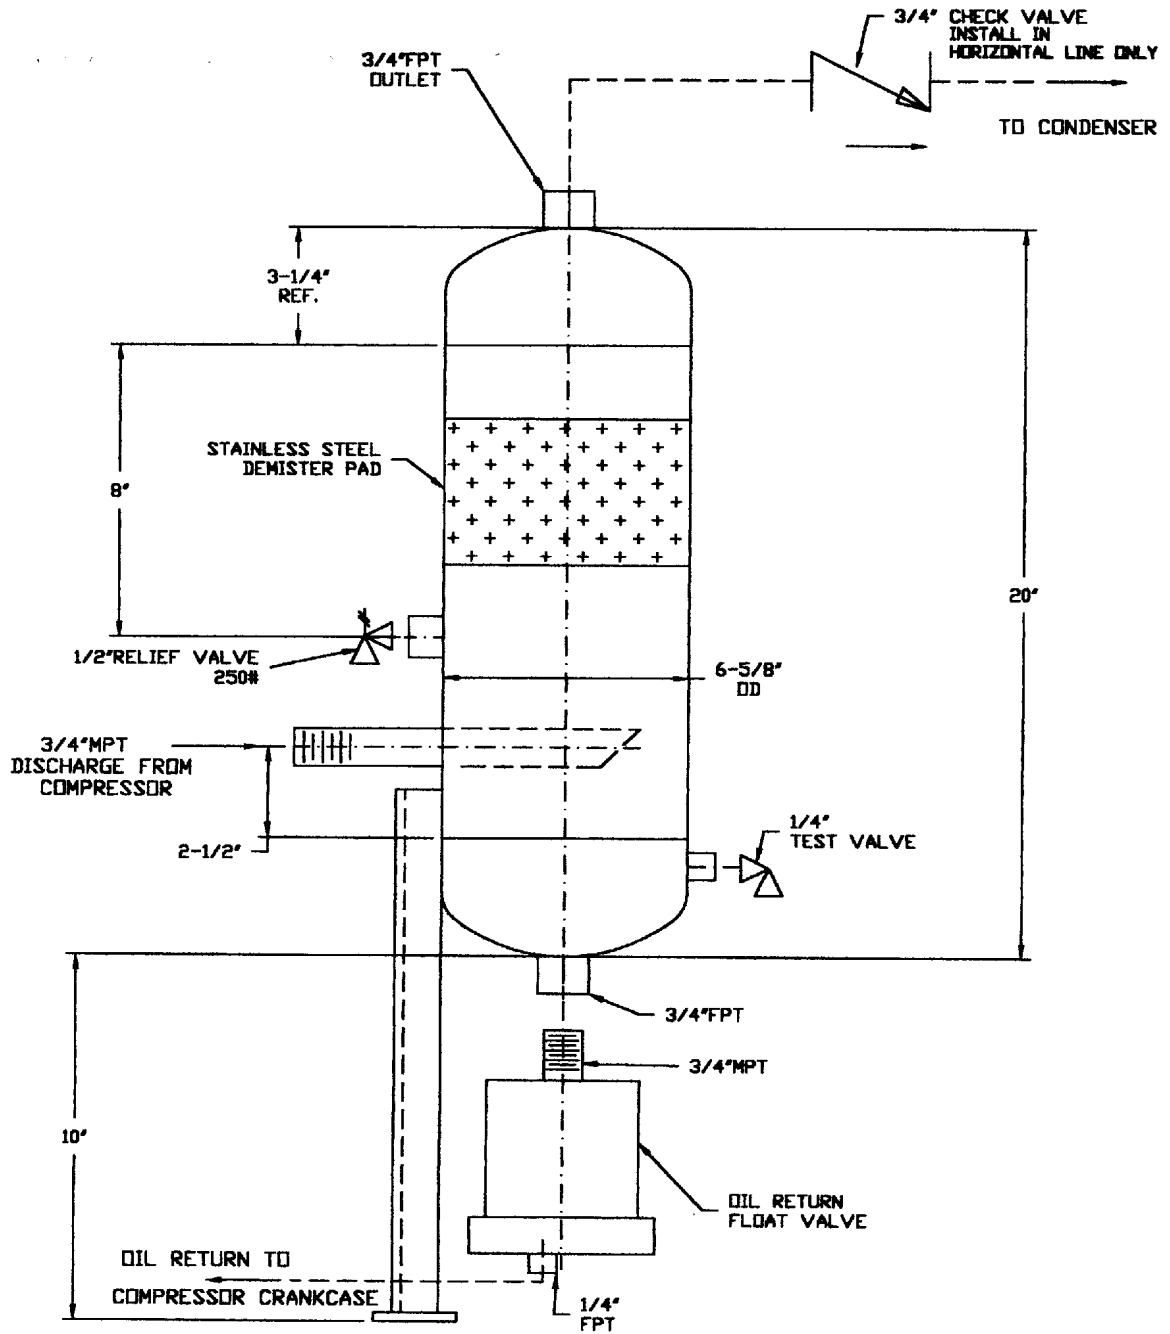 3/4" CHECK VALVE
INSTALL IN
HORIZONTAL LINE ONLY
3/4"FPT
OUTLET
TO CONDENSER
3-1/4"
REF.
STAINLESS STEEL
DEMISTER PAD
8"
20"
1/2"RELIEF VALVE
250#
6-5/8"
OD
3/4"MPT
DISCHARGE FROM
COMPRESSOR
1/4"
TEST VALVE
2-1/2"
3/4"FPT
3/4"MPT
10"
OIL RETURN
FLOAT VALVE
OIL RETURN TO
COMPRESSOR CRANKCASE
1/4"
FPT